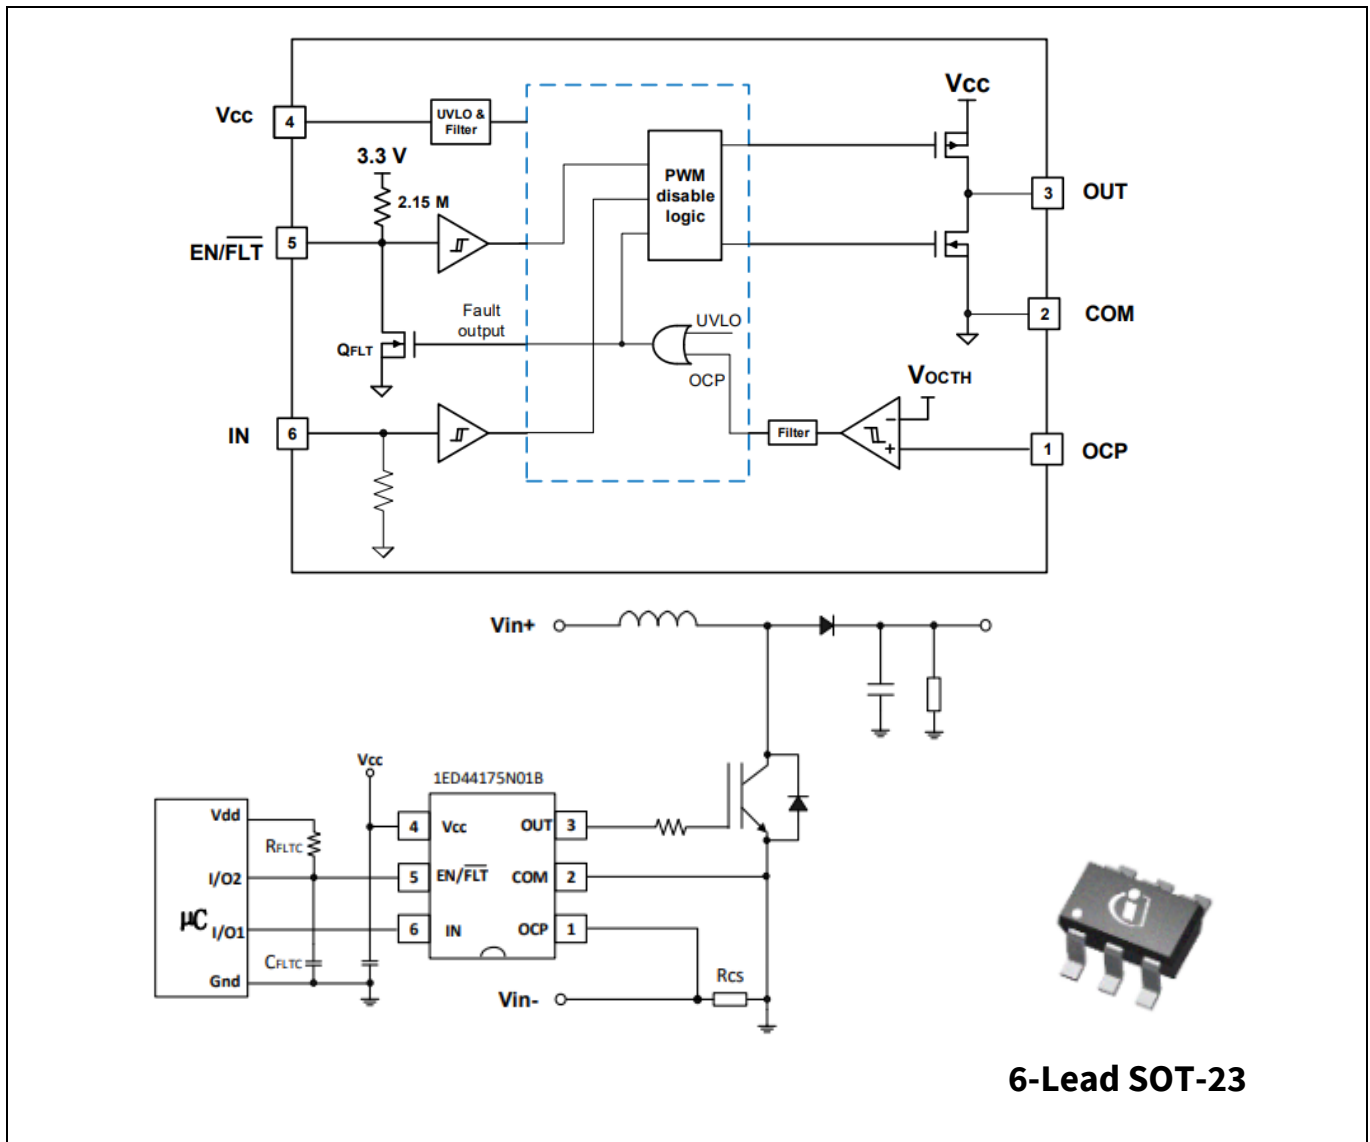 Vcc
4
UVLO &
Filter
3.3 V
2.15 M
EN/FLT
5
Fault
output
QFLT
IN
6
PWM
disable
logic
UVLO
OCP
Filter
VOCTH
Vcc
3
OUT
2
COM
1
OCP
Vin+
Vcc
1ED44175N01B
Vdd
RFLTC
I/O2
µC
I/O1
CFLTC
Gnd
4
Vcc
OUT
3
5
EN/FLT
COM
2
6
IN
OCP
1
Vin-
Rcs
6-Lead SOT-23